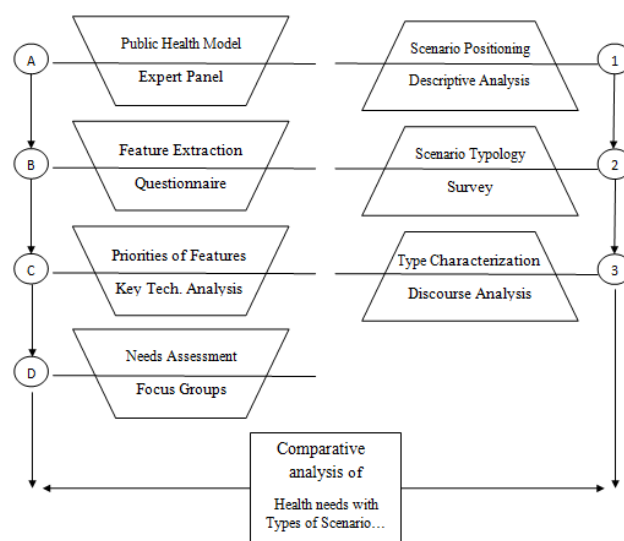 A
Public Health Model
Expert Panel
Scenario Positioning
Descriptive Analysis
1
B
Feature Extraction
Questionnaire
Scenario Typology
Survey
2
C
Priorities of Features
Key Tech. Analysis
Type Characterization
Discourse Analysis
3
D
Needs Assessment
Focus Groups
Comparative
analysis of
Health needs with
Types of Scenario...